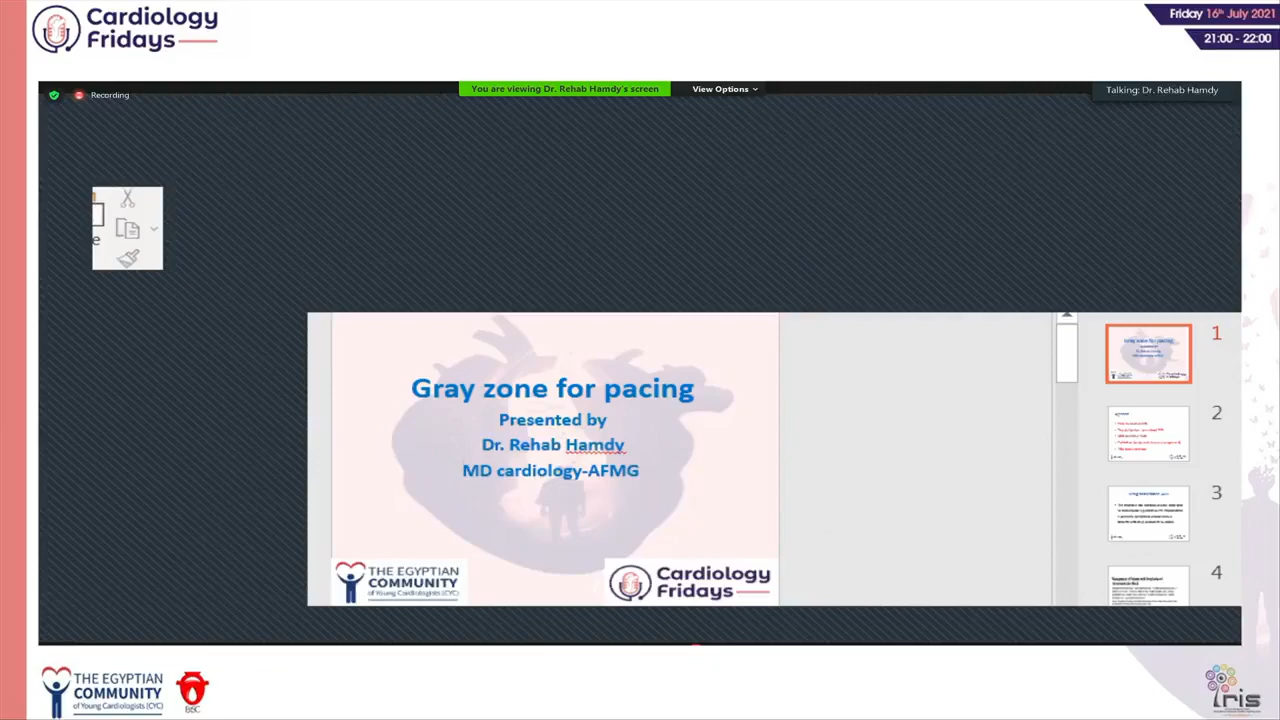 Cardiology
Fridays
Friday 16th July 2021
21:00 - 22:00
Recording
You are viewing Dr. Rehab Hamdy's screen
View Options
Talking: Dr. Rehab Hamdy
e
Gray zone for pacing
Presented by
Dr. Rehab Hamdy
MD cardiology-AFMG
THE EGYPTIAN
COMMUNITY
of Young Cardiologists (CYC)
Cardiology
Fridays
1
2
3
4
THE EGYPTIAN
COMMUNITY
of Young Cardiologists (CYC)
iris